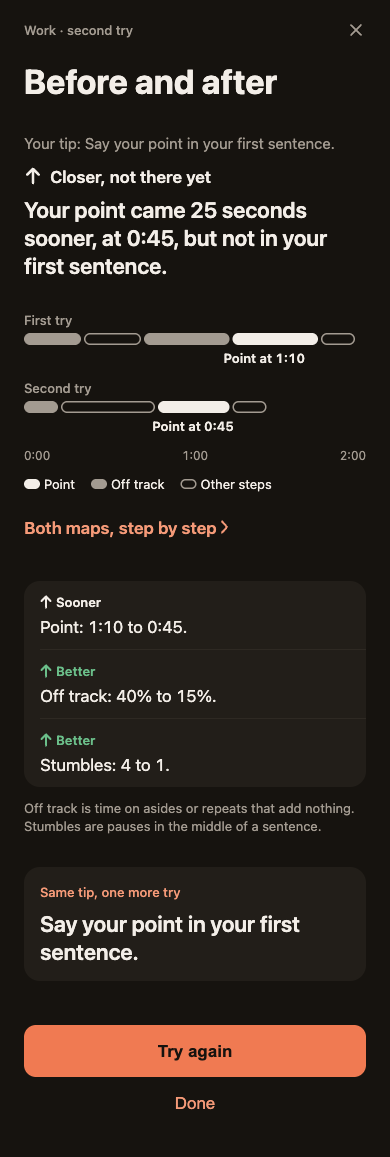 Work · second try
Before and after
Your tip: Say your point in your first sentence.
↑ Closer, not there yet
Your point came 25 seconds
sooner, at 0:45, but not in your
first sentence.
First try
Point at 1:10
Second try
Point at 0:45
0:00 1:00 2:00
Point Off track Other steps
Both maps, step by step >
↑ Sooner
Point: 1:10 to 0:45.
↑ Better
Off track: 40% to 15%.
↑ Better
Stumbles: 4 to 1.
Off track is time on asides or repeats that add nothing.
Stumbles are pauses in the middle of a sentence.
Same tip, one more try
Say your point in your first
sentence.
Try again
Done